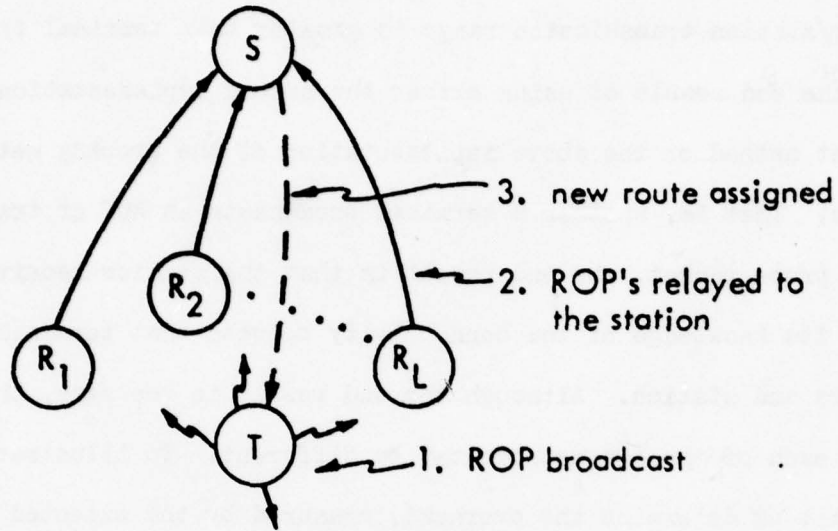 S
3. new route assigned
R2
2. ROP's relayed to
the station
R1
RL
T
1. ROP broadcast